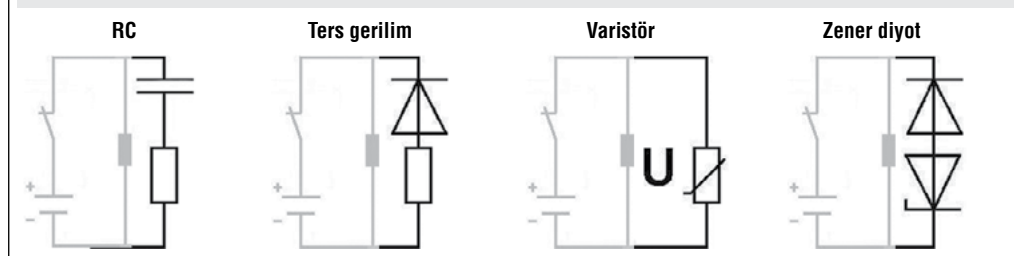 RC Ters gerilim Varistör Zener diyot
U
+ + + +
- - - -